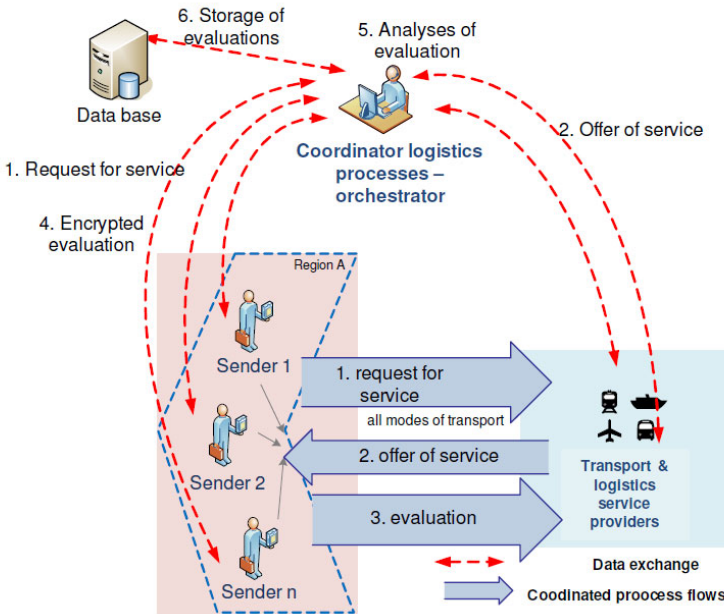 6. Storage of
evaluations
5. Analyses of
evaluation
Data base
2. Offer of service
Coordinator logistics
processes –
orchestrator
1. Request for service
4. Encrypted
evaluation
Region A
Sender 1
1. request for
service
all modes of transport
Sender 2
2. offer of service
Transport &
logistics
service
providers
3. evaluation
Sender n
Data exchange
Coodinated proocess flows